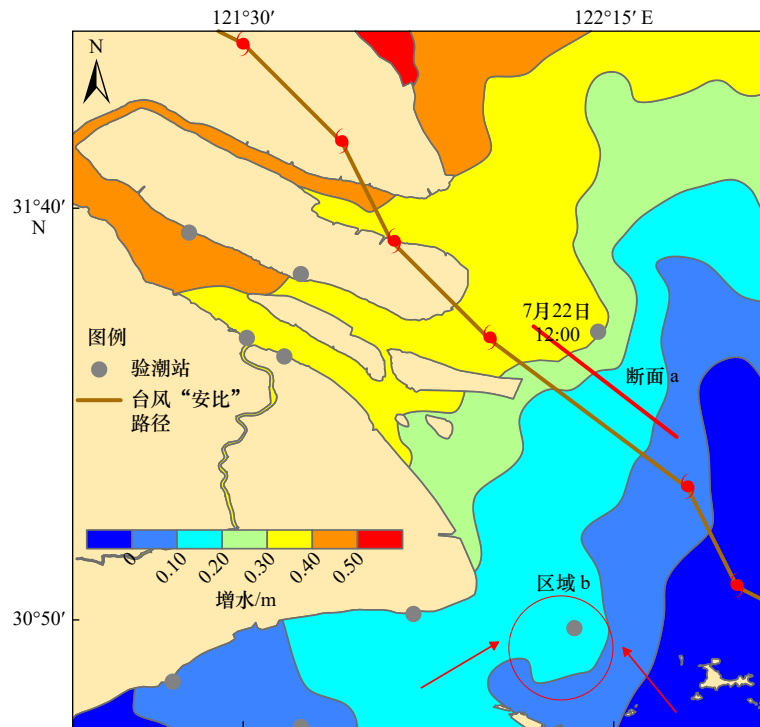 121°30′
122°15′ E
N
31°40′
N
7月22日
12:00
断面 a
图例
验潮站
台风“安比”
路径
0
0.10
0.20
0.30
0.40
0.50
增水/m
区域 b
30°50′